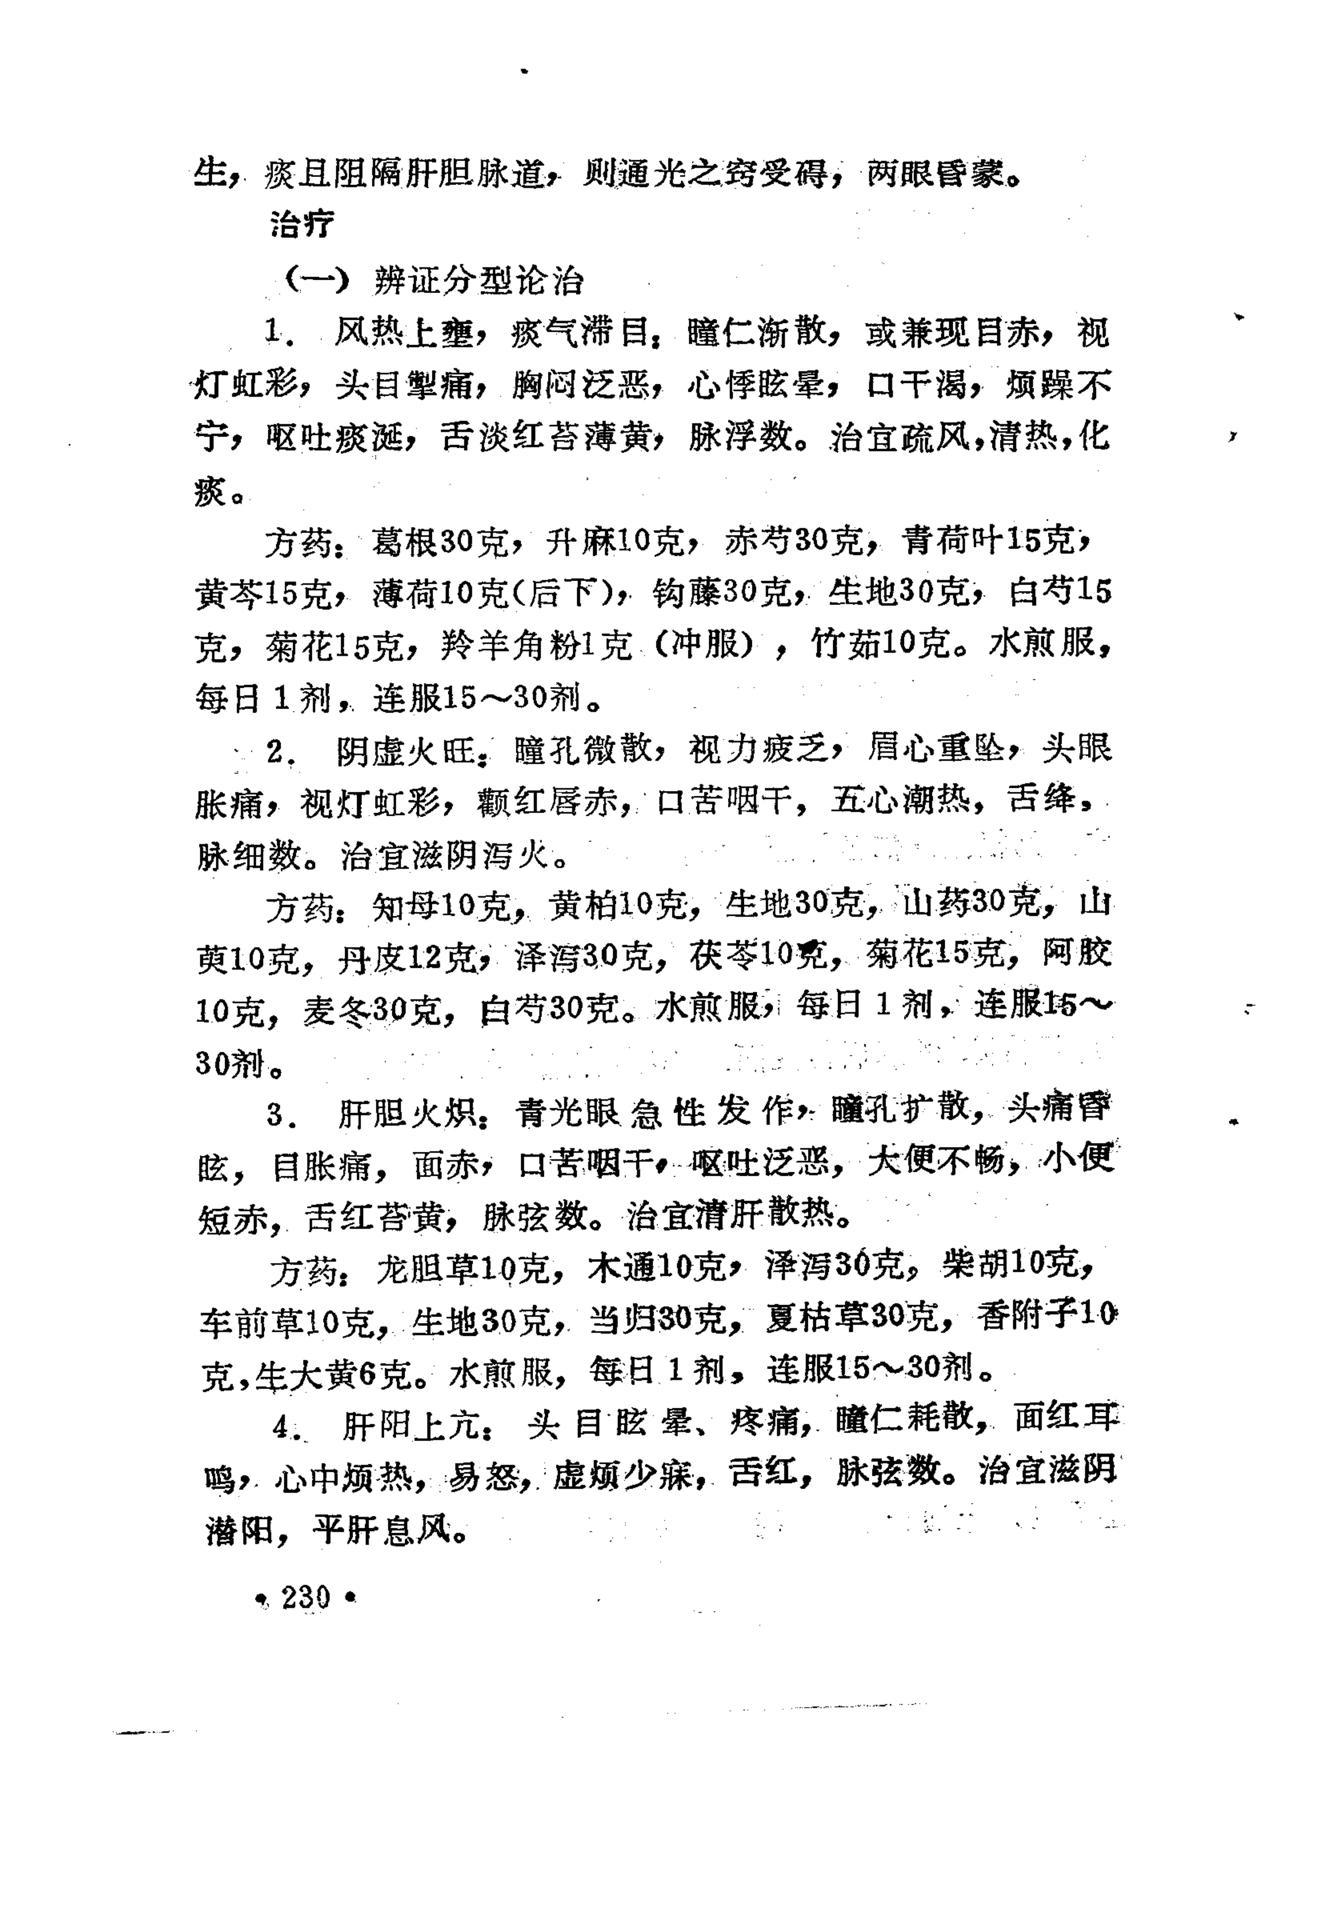 生，痰且阻隔肝胆脉道，则通光之窍受碍，两眼昏蒙。
治疗
（一）辨证分型论治
1．风热上壅，痰气滞目：瞳仁渐散，或兼现目赤，视
灯虹彩，头目掣痛，胸闷泛恶，心悸眩晕，口干渴，烦躁不
宁，呕吐痰涎，舌淡红苔薄黄，脉浮数。治宜疏风，清热，化
痰。
方药：葛根30克，升麻10克，赤芍30克，青荷叶15克，
黄芩15克，薄荷10克（后下），钩藤30克，生地30克，白芍15
克，菊花15克，羚羊角粉1克（冲服），竹茹10克。水煎服，
每日1剂，连服15～30剂。
2．阴虚火旺：瞳孔微散，视力疲乏，眉心重坠，头眼
胀痛，视灯虹彩，颧红唇赤，口苦咽干，五心潮热，舌绛，
脉细数。治宜滋阴泻火。
方药：知母10克，黄柏10克，生地30克，山药30克，山
萸10克，丹皮12克，泽泻30克，茯苓10克，菊花15克，阿胶
10克，麦冬30克，白芍30克。水煎服，每日1剂，连服15～
30剂。
3．肝胆火炽：青光眼急性发作，瞳孔扩散，头痛昏
眩，目胀痛，面赤，口苦咽干，呕吐泛恶，大便不畅，小便
短赤，舌红苔黄，脉弦数。治宜清肝散热。
方药：龙胆草10克，木通10克，泽泻30克，柴胡10克，
车前草10克，生地30克，当归30克，夏枯草30克，香附子10
克，生大黄6克。水煎服，每日1剂，连服15～30剂。
4．肝阳上亢：头目眩晕、疼痛，瞳仁耗散，面红耳
鸣，心中烦热，易怒，虚烦少寐，舌红，脉弦数。治宜滋阴
潜阳，平肝息风。
• 230 •